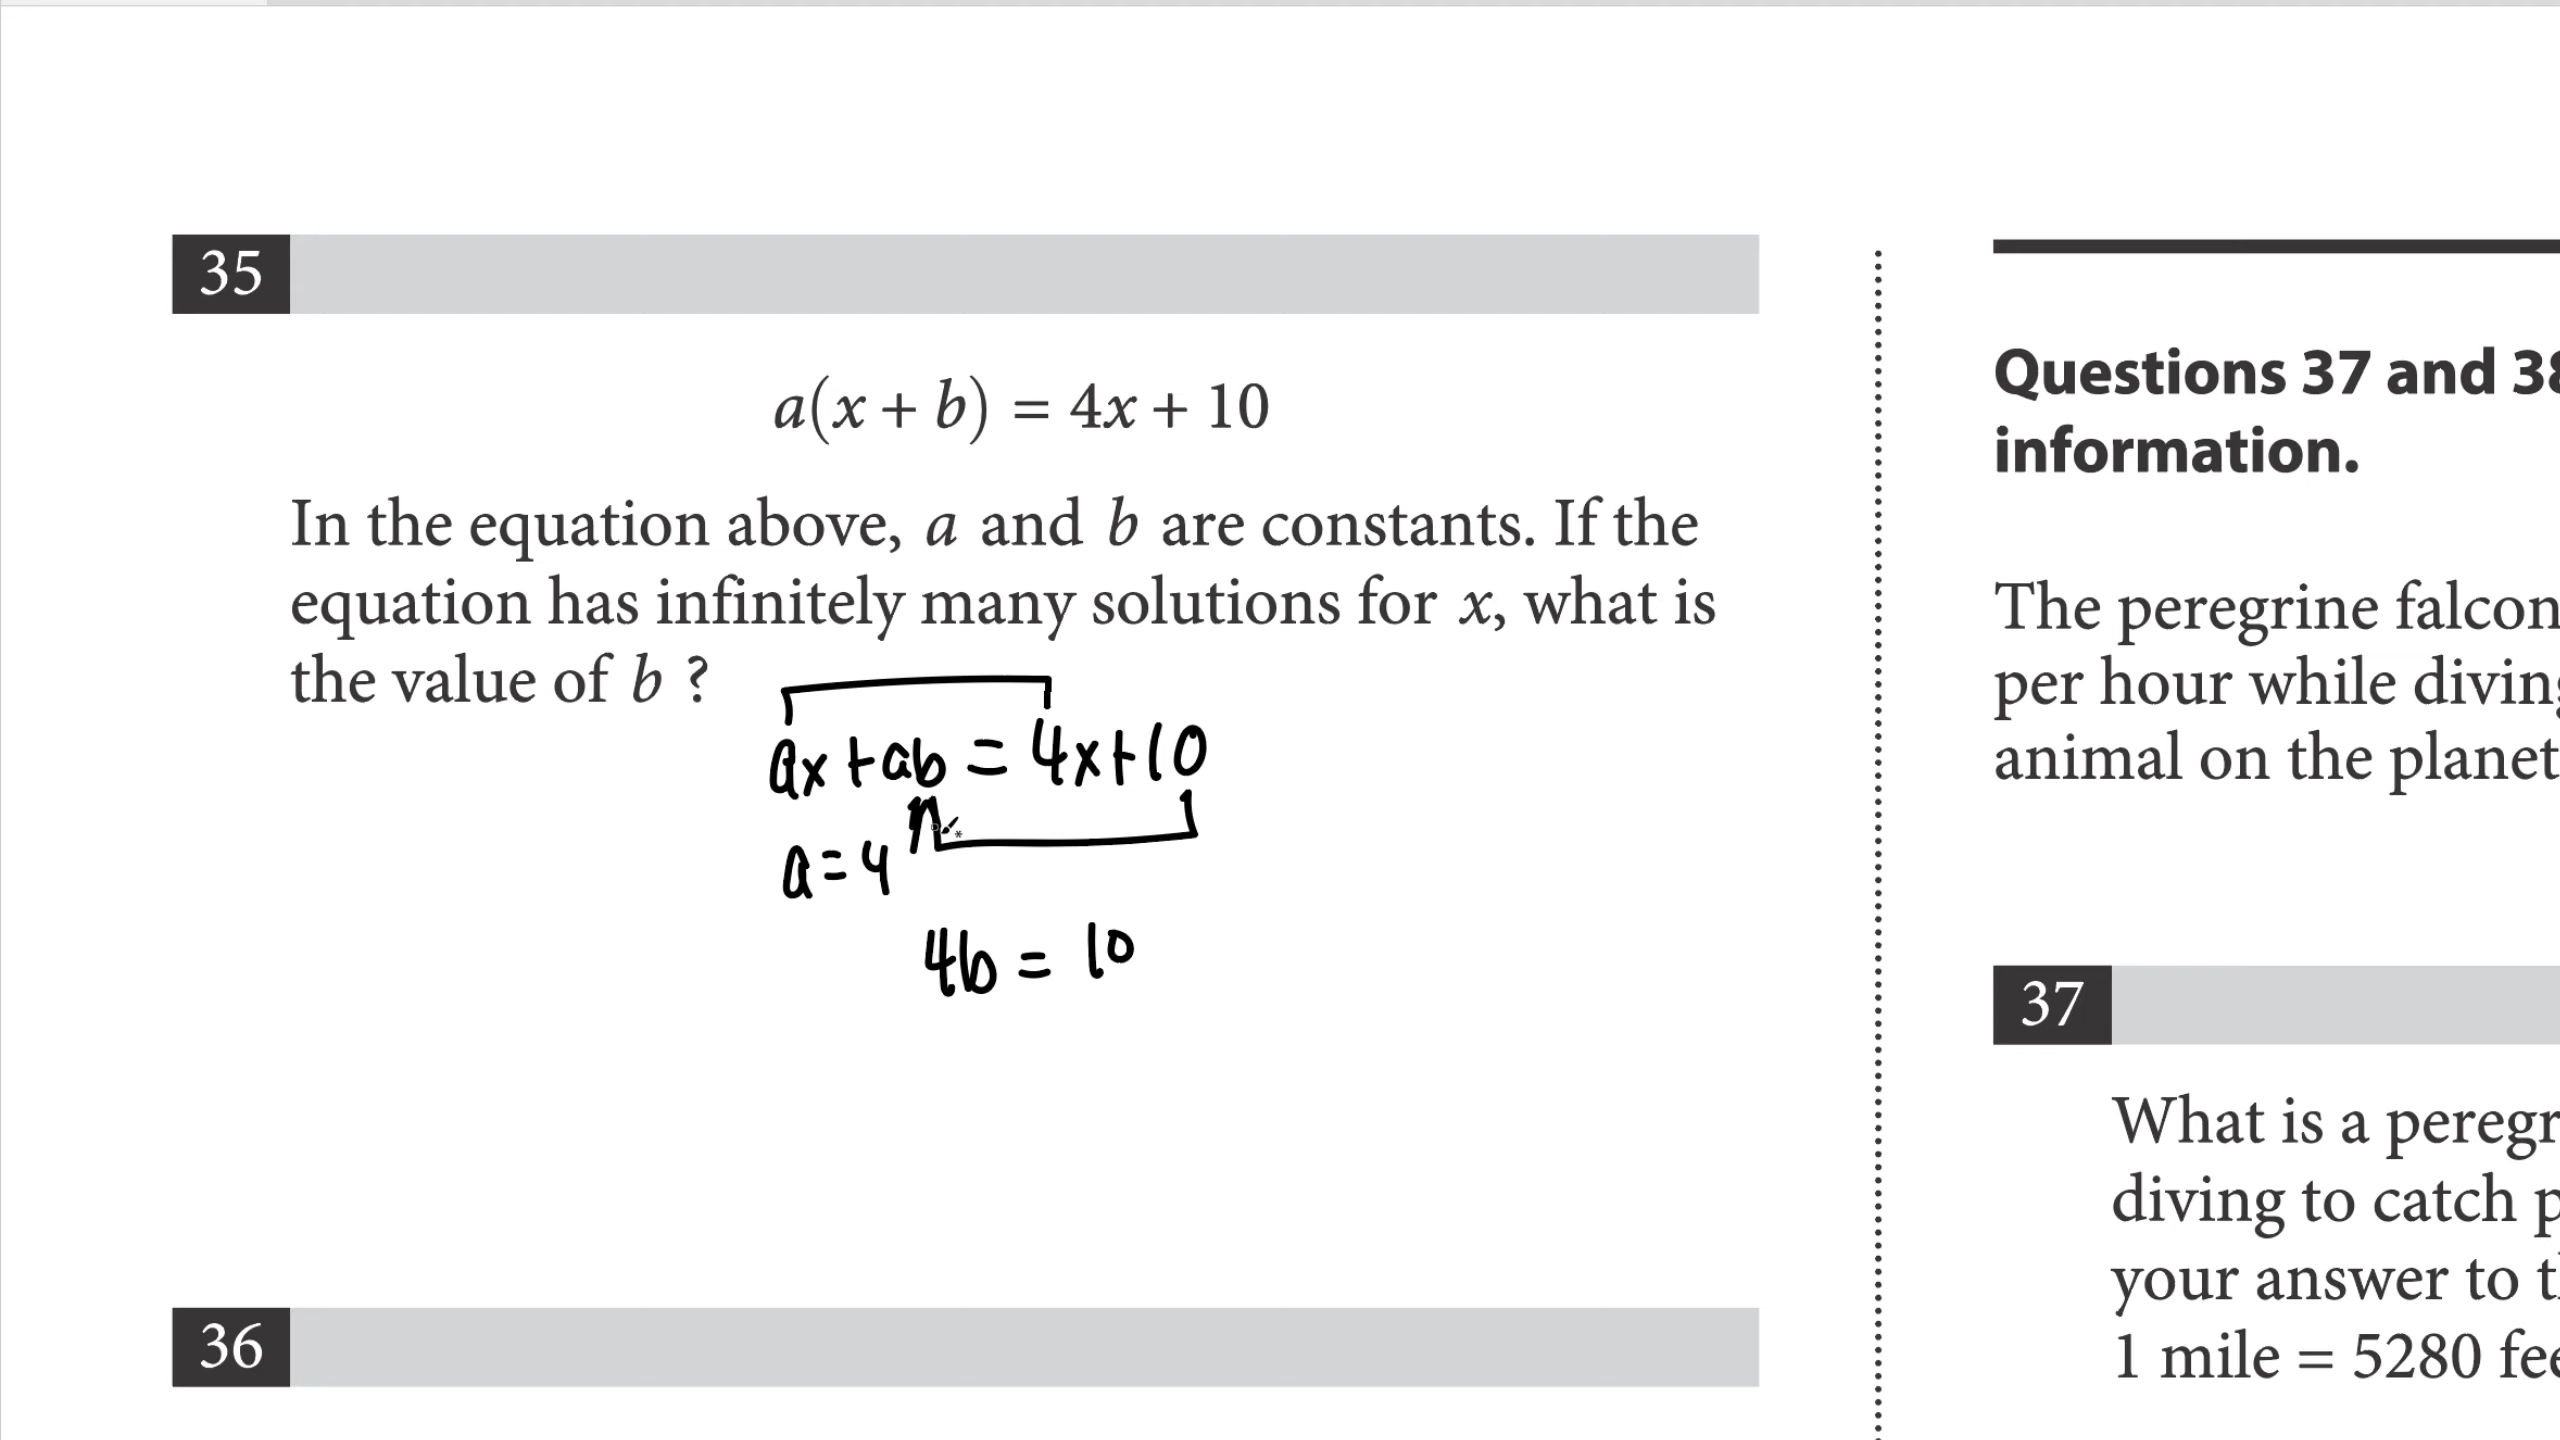 35
a(x + b) = 4x + 10
In the equation above, a and b are constants. If the
equation has infinitely many solutions for x, what is
the value of b ?
ax + ab = 4x + 10
a = 4
4b = 10
36
Questions 37 and 38
information.
The peregrine falcon
per hour while diving
animal on the planet
37
What is a peregr
diving to catch p
your answer to th
1 mile = 5280 fee